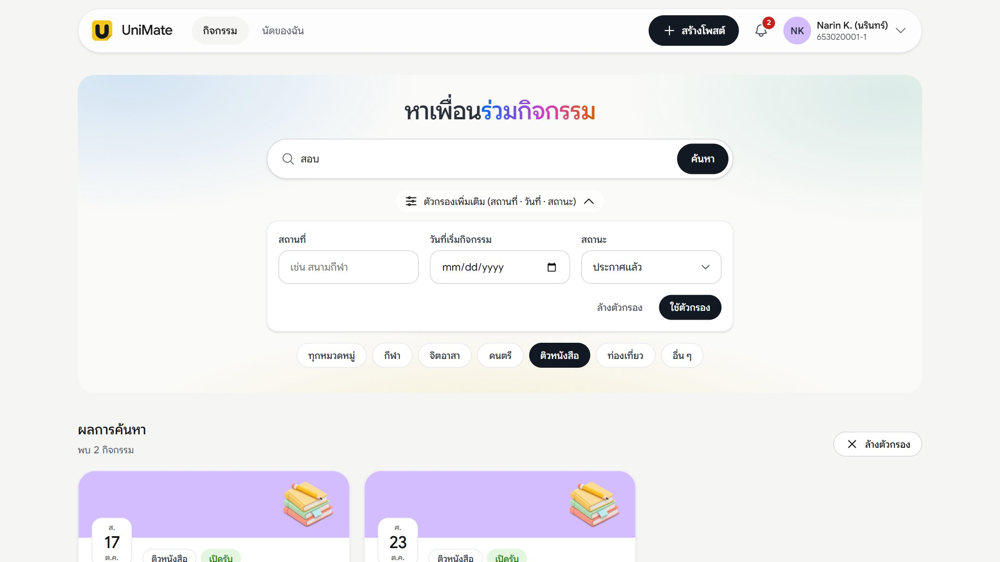 UniMate
กิจกรรม
นัดของฉัน
สร้างโพสต์
2
NK
Narin K. (นรินทร์)
653020001-1
หาเพื่อนร่วมกิจกรรม
สอบ
ค้นหา
ตัวกรองเพิ่มเติม (สถานที่ · วันที่ · สถานะ)
สถานที่
วันที่เริ่มกิจกรรม
สถานะ
เช่น สนามกีฬา
mm/dd/yyyy
ประกาศแล้ว
ล้างตัวกรอง
ใช้ตัวกรอง
ทุกหมวดหมู่
กีฬา
จิตอาสา
ดนตรี
ติวหนังสือ
ท่องเที่ยว
อื่น ๆ
ผลการค้นหา
พบ 2 กิจกรรม
ล้างตัวกรอง
ส.
17
ต.ค.
ติวหนังสือ
เปิดรับ
ศ.
23
ต.ค.
ติวหนังสือ
เปิดรับ